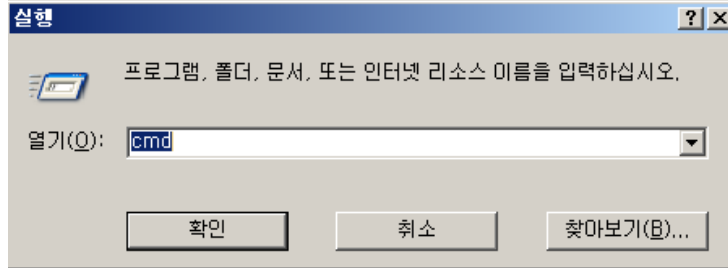 실행
프로그램, 폴더, 문서, 또는 인터넷 리소스 이름을 입력하십시오.
열기(O): cmd
확인 취소 찾아보기(B)...